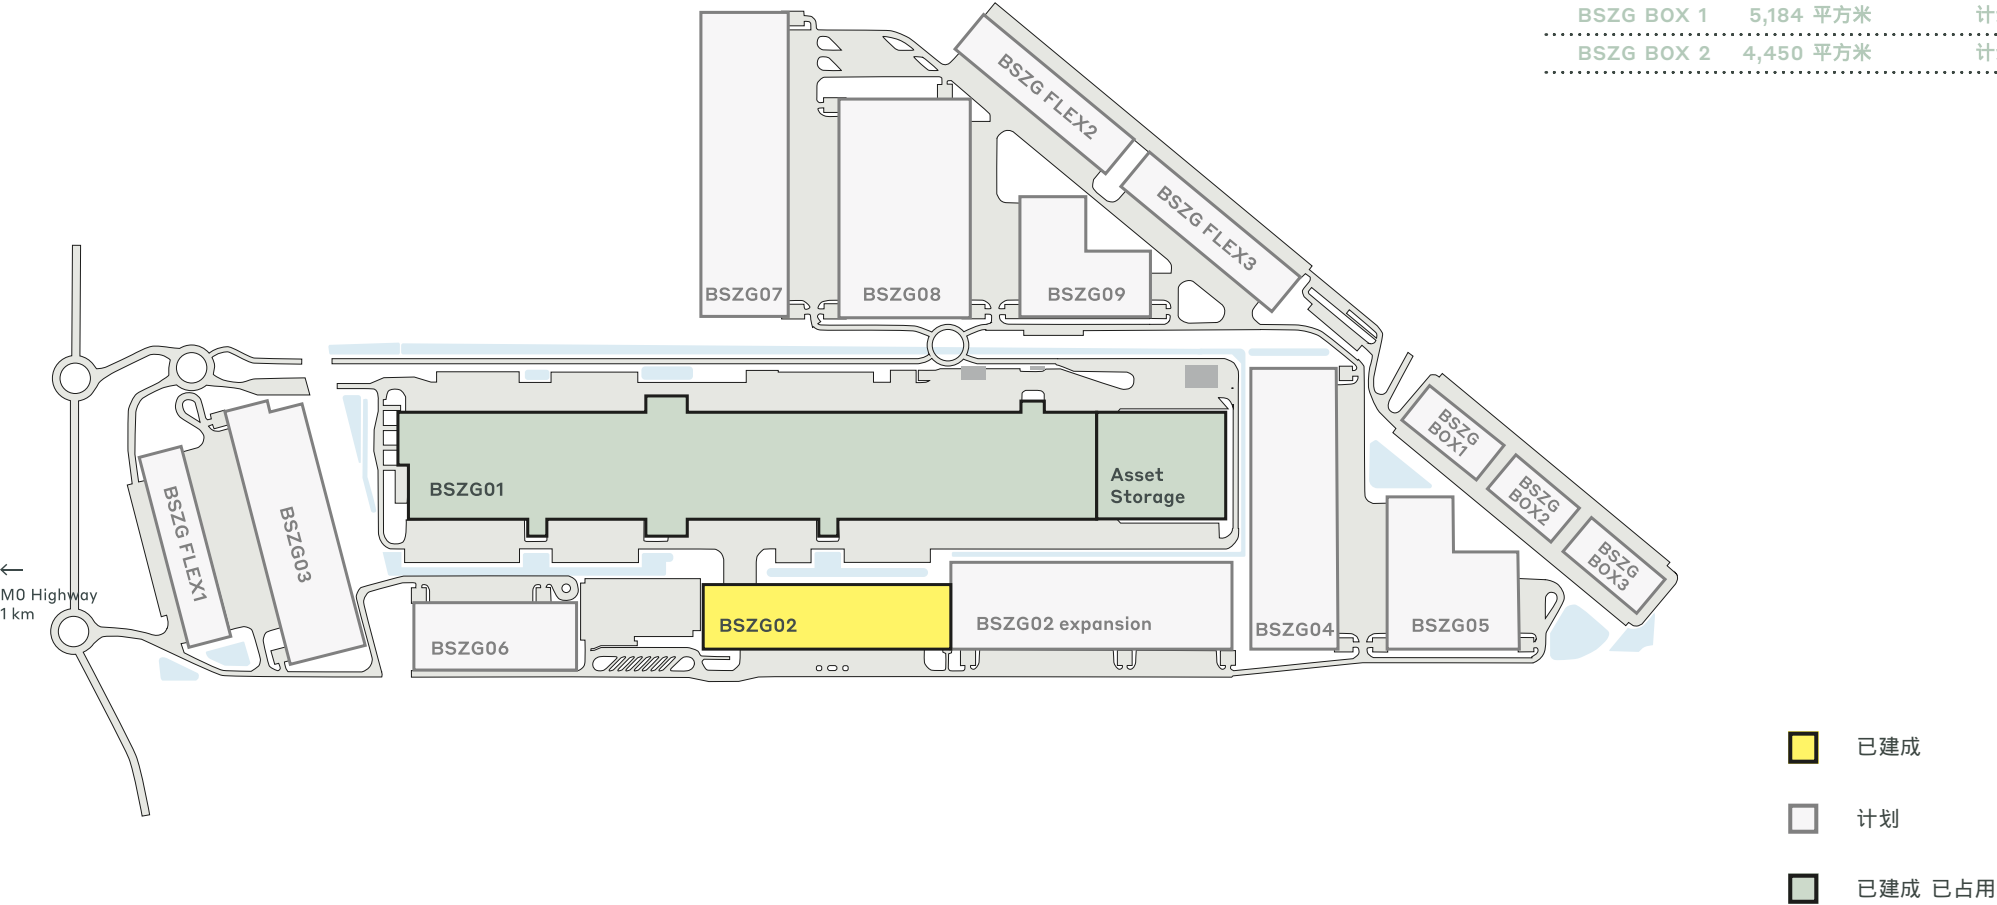 BSZG BOX 1 5,184 平方米 计
BSZG BOX 2 4,450 平方米 计
BSZG FLEX2
BSZG FLEX3
BSZG07
BSZG08
BSZG09
BSZG
BOX1
BSZG
BOX2
BSZG
BOX3
BSZG01
Asset
Storage
BSZG FLEX1
BSZG03
← M0 Highway
1 km
BSZG06
BSZG02
BSZG02 expansion
BSZG04
BSZG05
已建成
计划
已建成 已占用